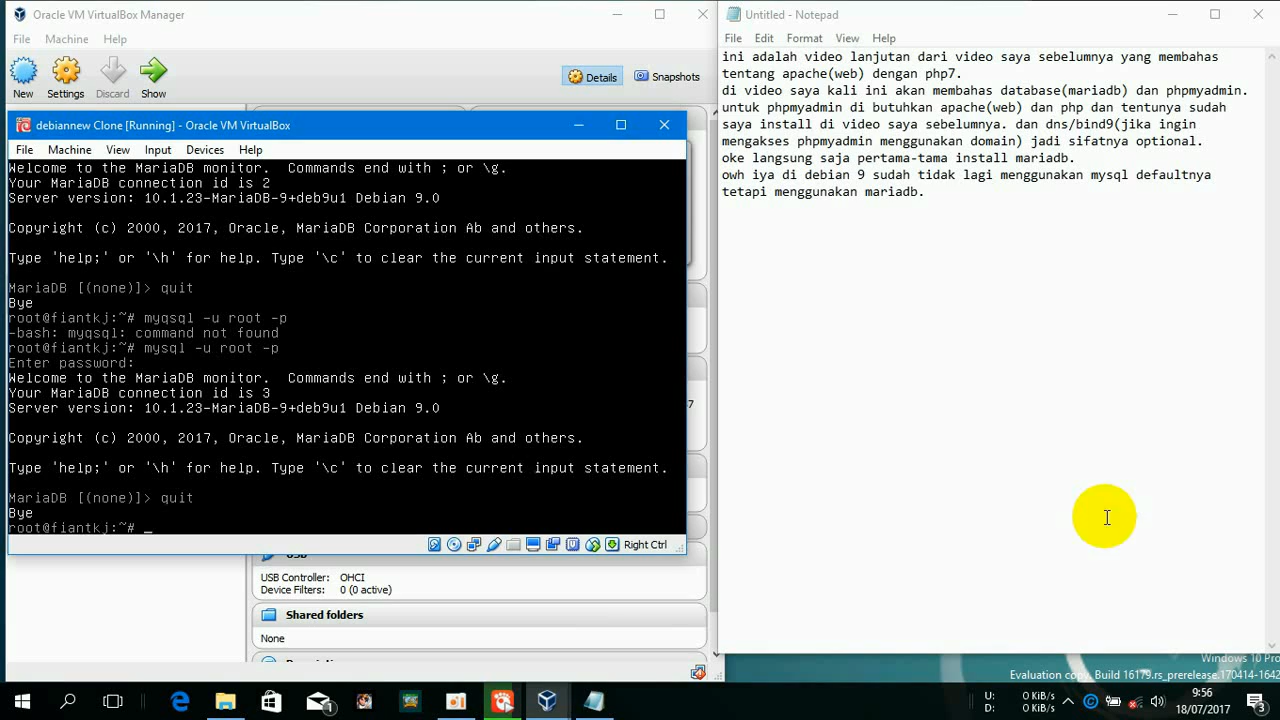 Oracle VM VirtualBox Manager
File Machine Help
New Settings Discard Show
Details Snapshots
debiannew Clone [Running] - Oracle VM VirtualBox
File Machine View Input Devices Help
Welcome to the MariaDB monitor.  Commands end with ; or \g.
Your MariaDB connection id is 2
Server version: 10.1.23-MariaDB-9+deb9u1 Debian 9.0
Copyright (c) 2000, 2017, Oracle, MariaDB Corporation Ab and others.
Type 'help;' or '\h' for help. Type '\c' to clear the current input statement.
MariaDB [(none)]> quit
Bye
root@fiantkj:~# myqsql -u root -p
-bash: myqsql: command not found
root@fiantkj:~# mysql -u root -p
Enter password:
Welcome to the MariaDB monitor.  Commands end with ; or \g.
Your MariaDB connection id is 3
Server version: 10.1.23-MariaDB-9+deb9u1 Debian 9.0
Copyright (c) 2000, 2017, Oracle, MariaDB Corporation Ab and others.
Type 'help;' or '\h' for help. Type '\c' to clear the current input statement.
MariaDB [(none)]> quit
Bye
root@fiantkj:~# _
Right Ctrl
USB Controller: OHCI
Device Filters: 0 (0 active)
Shared folders
None
Untitled - Notepad
File Edit Format View Help
ini adalah video lanjutan dari video saya sebelumnya yang membahas
tentang apache(web) dengan php7.
di video saya kali ini akan membahas database(mariadb) dan phpmyadmin.
untuk phpmyadmin di butuhkan apache(web) dan php dan tentunya sudah
saya install di video saya sebelumnya. dan dns/bind9(jika ingin
mengakses phpmyadmin menggunakan domain) jadi sifatnya optional.
oke langsung saja pertama-tama install mariadb.
owh iya di debian 9 sudah tidak lagi menggunakan mysql defaultnya
tetapi menggunakan mariadb.
Windows 10 Pro
Evaluation copy. Build 16179.rs_prerelease.170414-1642
U: 0 KiB/s
D: 0 KiB/s
9:56
18/07/2017